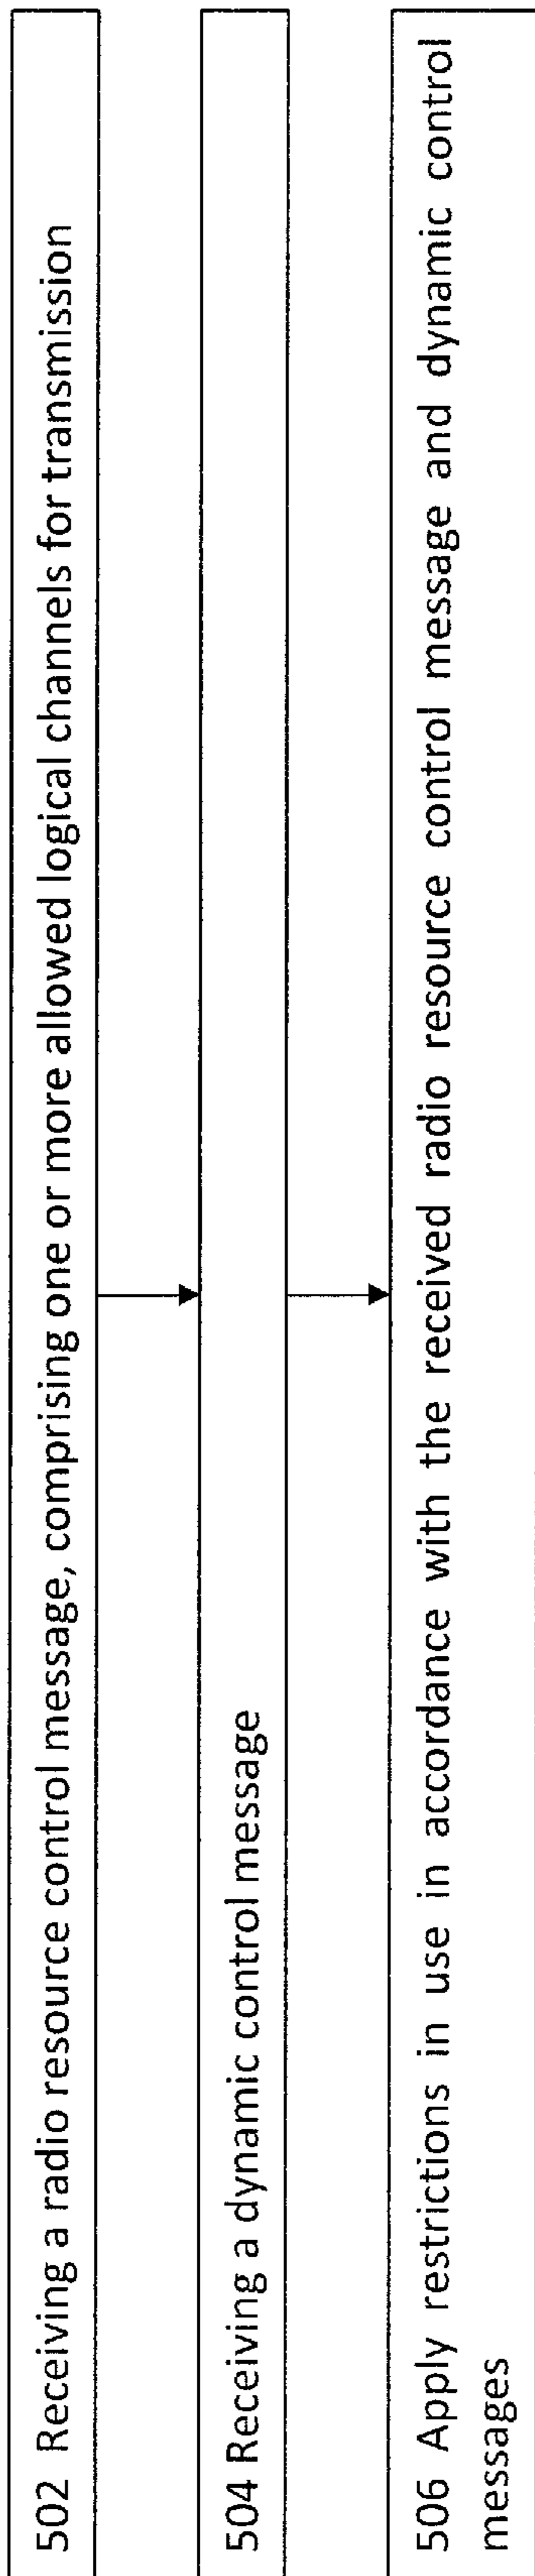 502 Receiving a radio resource control message, comprising one or more allowed logical channels for transmission
504 Receiving a dynamic control message
506 Apply restrictions in use in accordance with the received radio resource control message and dynamic control
messages